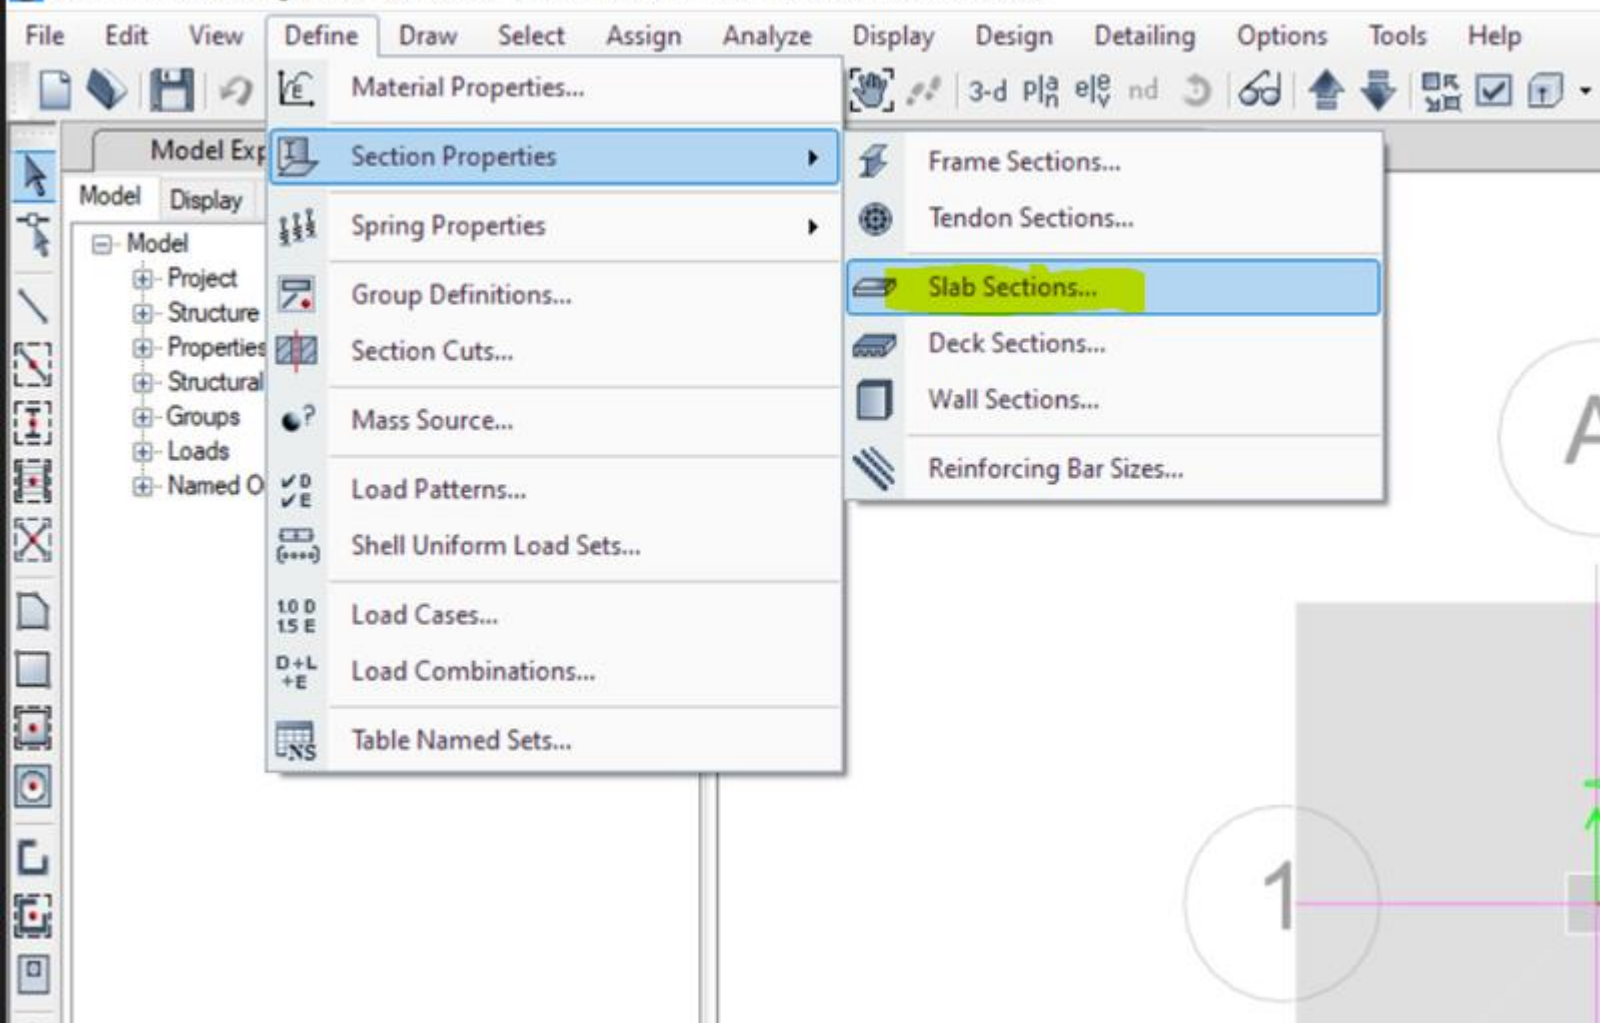 File Edit View Define Draw Select Assign Analyze Display Design Detailing Options Tools Help
3-d plan elev nd
Model Exp
Model Display
Model
Project
Structure
Properties
Structural
Groups
Loads
Named O
Material Properties...
Section Properties
Spring Properties
Group Definitions...
Section Cuts...
? Mass Source...
D E Load Patterns...
Shell Uniform Load Sets...
1.0 D
1.5 E
Load Cases...
D+L
+E
Load Combinations...
NS Table Named Sets...
Frame Sections...
Tendon Sections...
Slab Sections...
Deck Sections...
Wall Sections...
Reinforcing Bar Sizes...
A
1